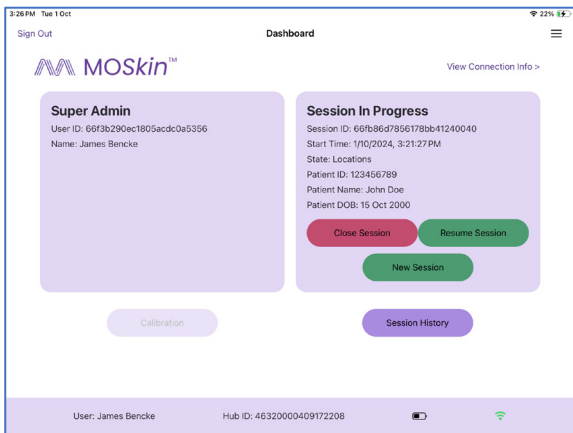 3:26 PM Tue 1 Oct 22%
Sign Out Dashboard
MOSkin™ View Connection Info >
Super Admin
User ID: 66f3b290ec1805acdc0a5356
Name: James Bencke
Session In Progress
Session ID: 66fb86d7856178bb41240040
Start Time: 1/10/2024, 3:21:27 PM
State: Locations
Patient ID: 123456789
Patient Name: John Doe
Patient DOB: 15 Oct 2000
Close Session Resume Session
New Session
Calibration Session History
User: James Bencke Hub ID: 46320000409172208